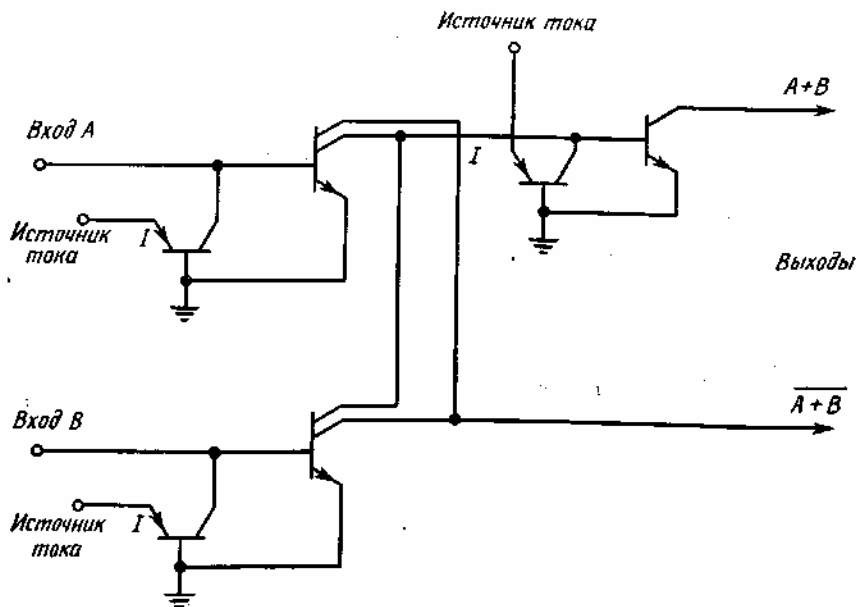 Источник тока
A+B
Вход A
I
I
Источник
тока
Выходы
A+B
Вход B
I
Источник
тока